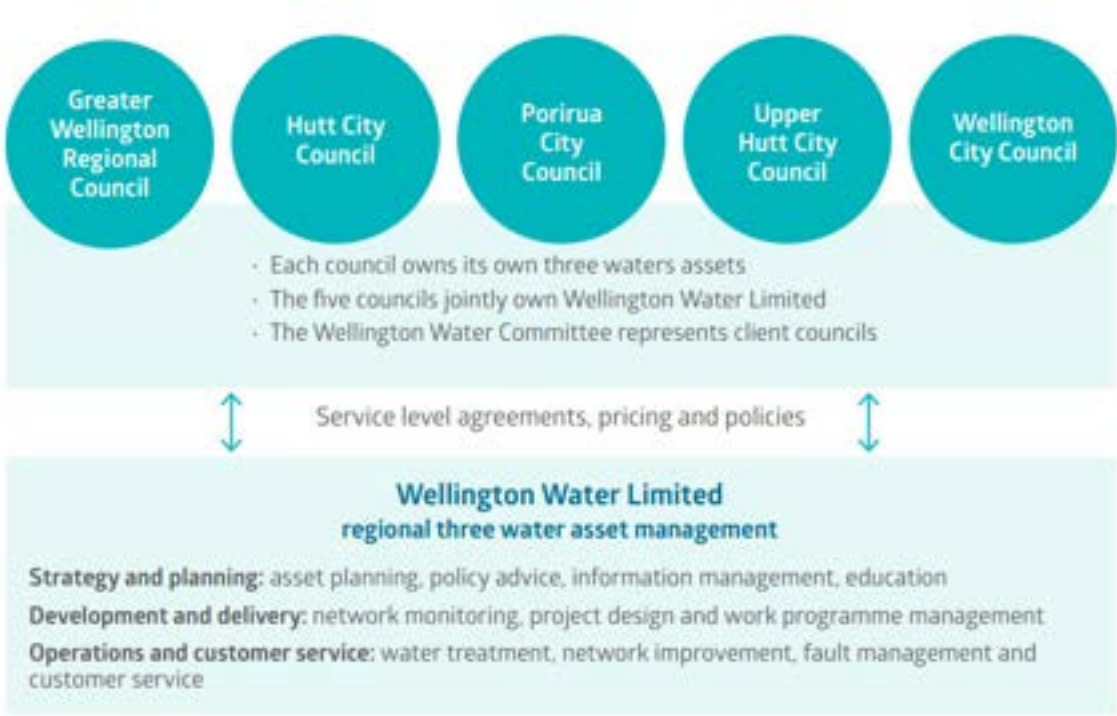 Greater
Wellington
Regional
Council
Hutt City
Council
Porirua
City
Council
Upper
Hutt City
Council
Wellington
City Council
· Each council owns its own three waters assets
· The five councils jointly own Wellington Water Limited
· The Wellington Water Committee represents client councils
Service level agreements, pricing and policies
Wellington Water Limited
regional three water asset management
Strategy and planning: asset planning, policy advice, information management, education
Development and delivery: network monitoring, project design and work programme management
Operations and customer service: water treatment, network improvement, fault management and
customer service